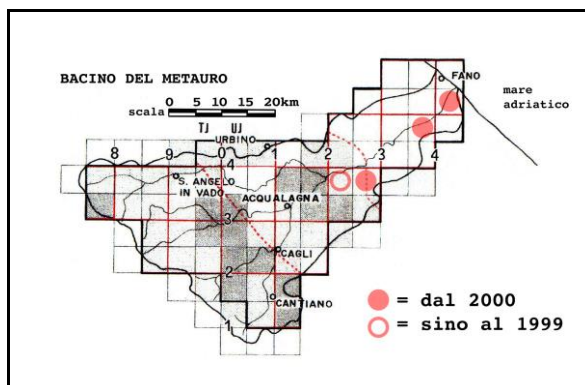 BACINO DEL METAURO
FANO
mare
adriatico
scala 0 5 10 15 20km
TJ UJ
URBINO
8 9 0 1 2 3 4
4
S. ANGELO
IN VADO
ACQUALAGNA
3
CAGLI
2
CANTIANO
1
= dal 2000
= sino al 1999